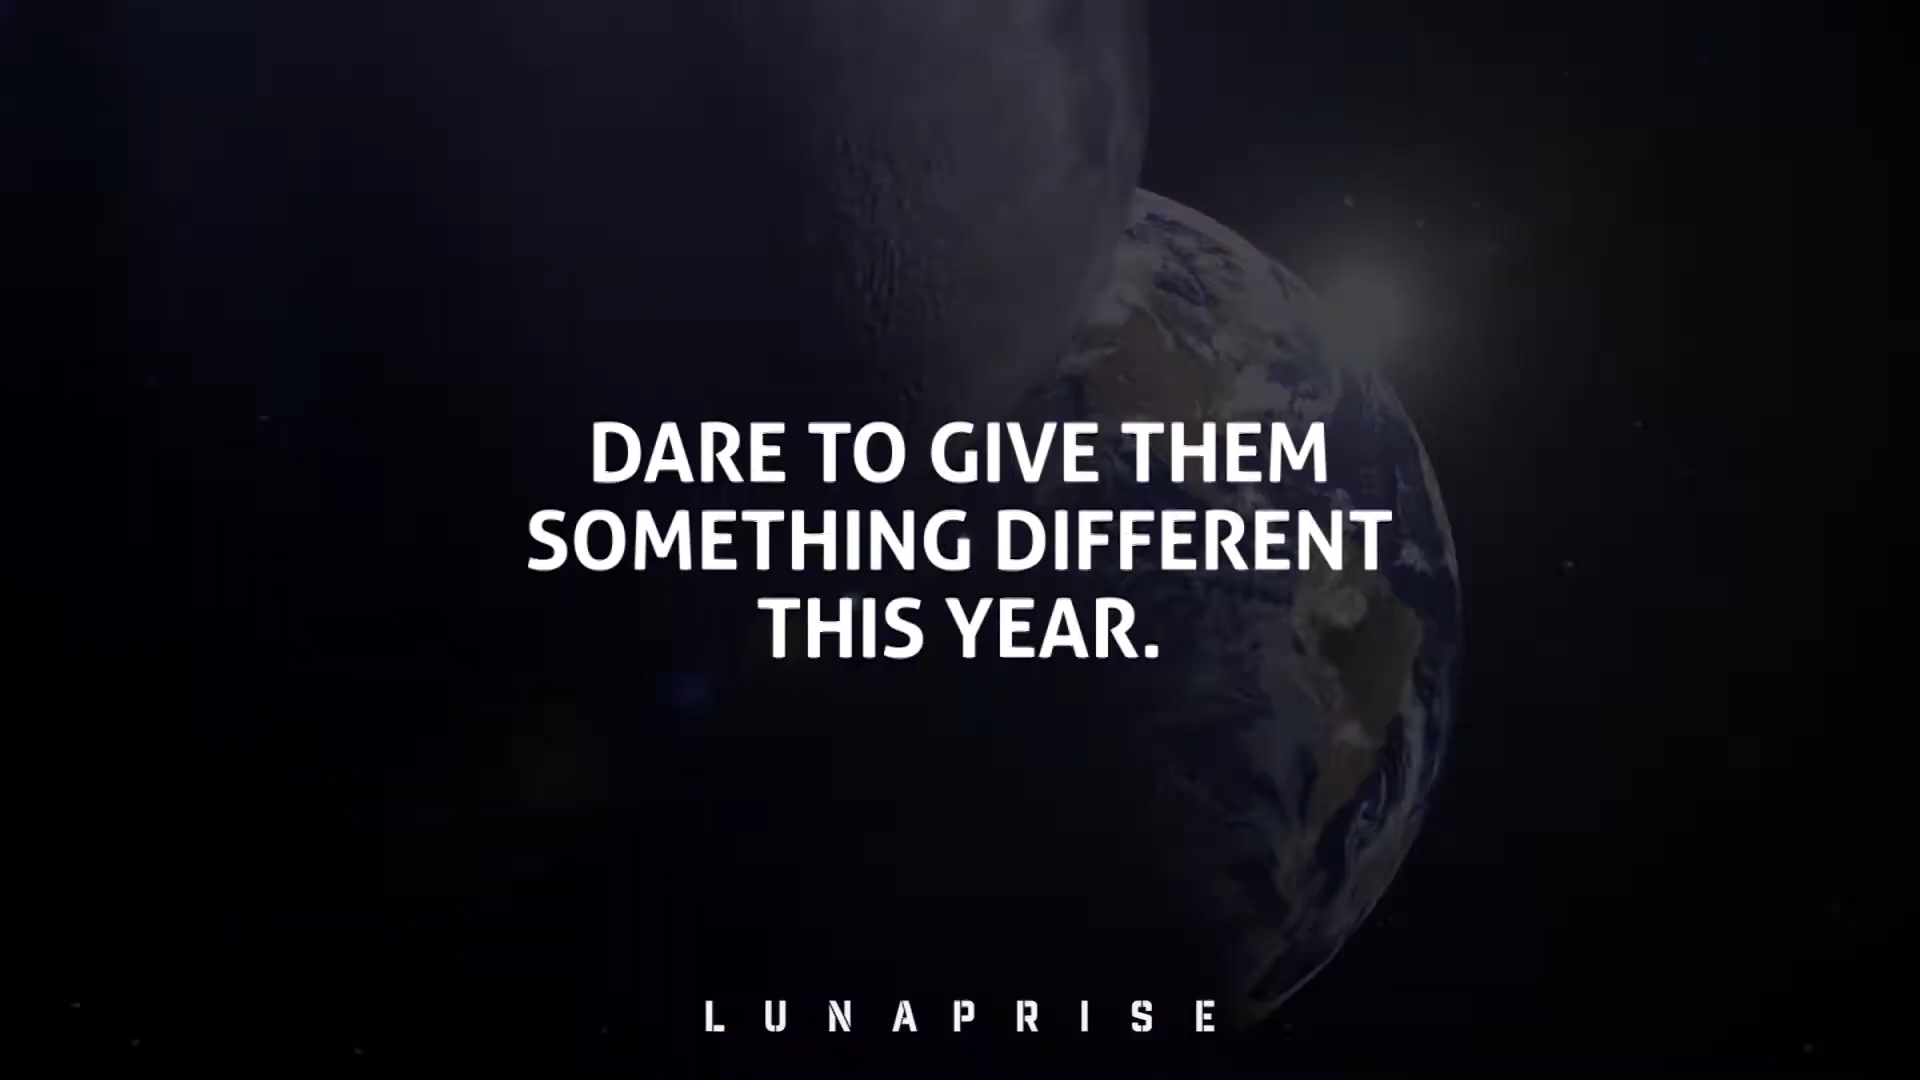 DARE TO GIVE THEM
SOMETHING DIFFERENT
THIS YEAR.
LUNAPRISE